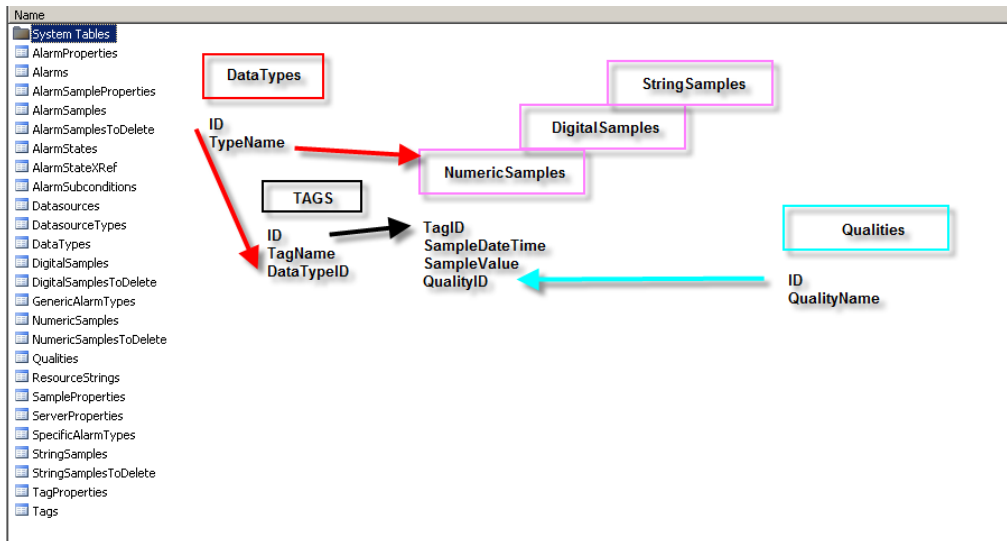 Name
System Tables
AlarmProperties
Alarms
AlarmSampleProperties
AlarmSamples
AlarmSamplesToDelete
AlarmStates
AlarmStateXRef
AlarmSubconditions
Datasources
DatasourceTypes
DataTypes
DigitalSamples
DigitalSamplesToDelete
GenericAlarmTypes
NumericSamples
NumericSamplesToDelete
Qualities
ResourceStrings
SampleProperties
ServerProperties
SpecificAlarmTypes
StringSamples
StringSamplesToDelete
TagProperties
Tags
DataTypes
ID
TypeName
TAGS
ID
TagName
DataTypeID
StringSamples
DigitalSamples
NumericSamples
TagID
SampleDateTime
SampleValue
QualityID
Qualities
ID
QualityName